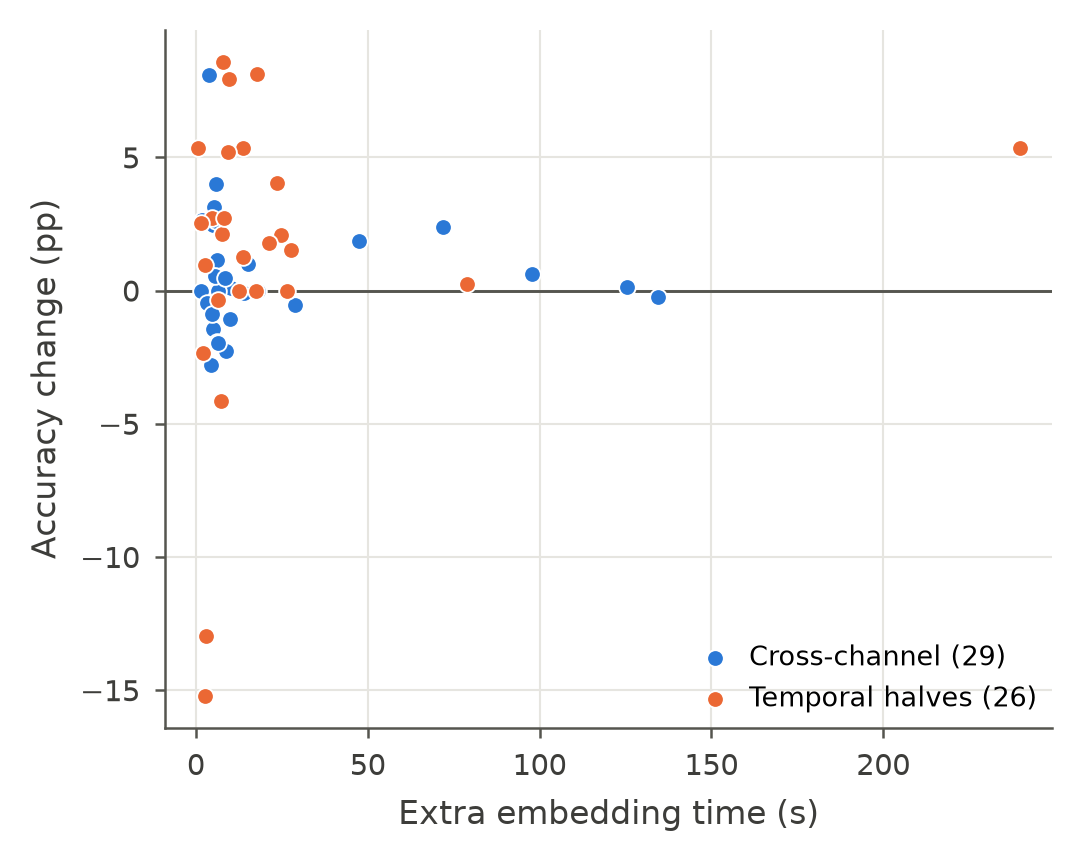 Accuracy change (pp)
5
0
−5
−10
−15
Cross-channel (29)
Temporal halves (26)
0 50 100 150 200
Extra embedding time (s)